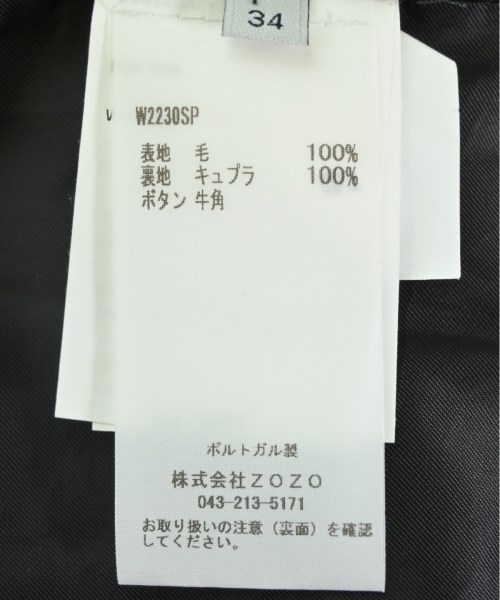 34
W2230SP
表地 毛 100%
裏地 キュプラ 100%
ボタン 牛角
ポルトガル製
株式会社ZOZO
043-213-5171
お取り扱いの注意（裏面）を確認
してください。